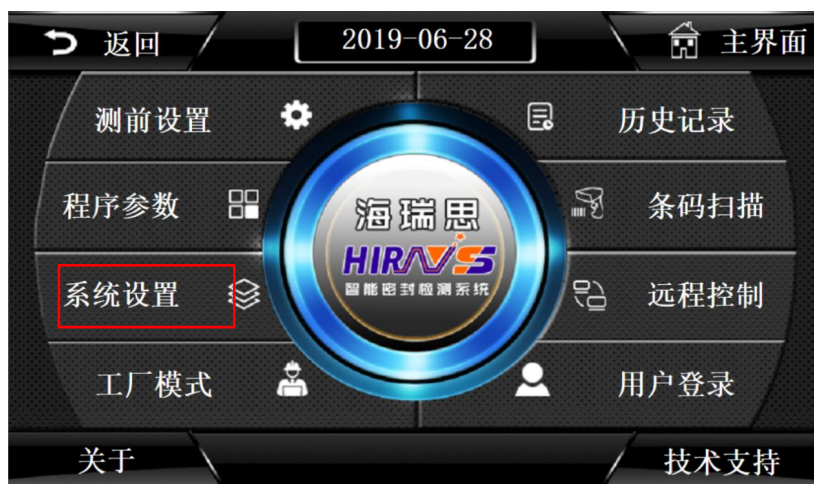 返回
2019-06-28
主界面
测前设置
历史记录
程序参数
条码扫描
海瑞思
HIRAYS
智能密封检测系统
系统设置
远程控制
工厂模式
用户登录
关于
技术支持